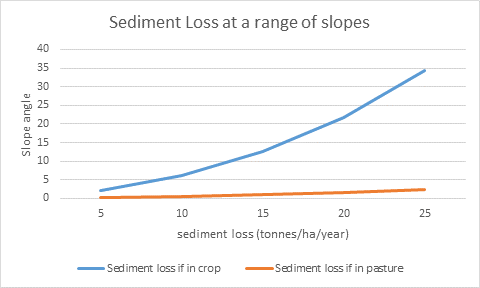 Sediment Loss at a range of slopes
40
35
30
25
20
15
10
5
0
Slope angle
5 10 15 20 25
sediment loss (tonnes/ha/year)
Sediment loss if in crop Sediment loss if in pasture